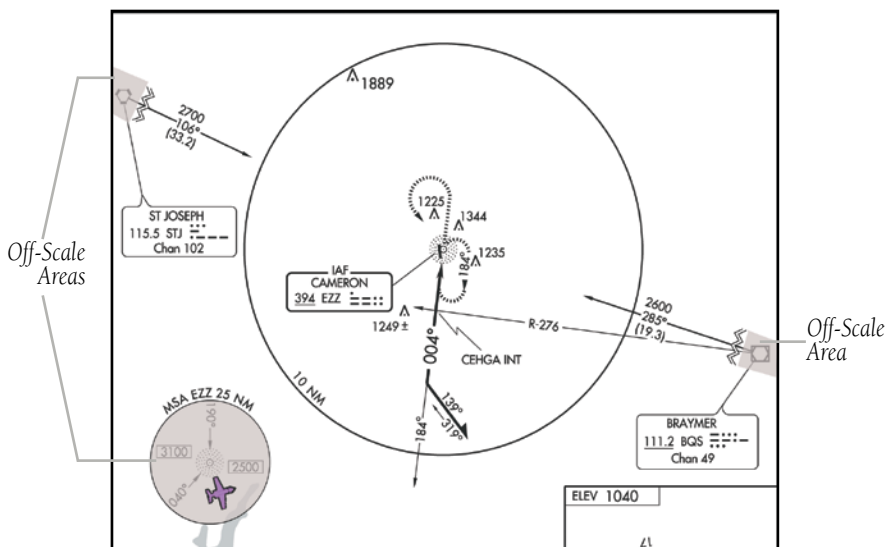 1889
2700
106°
(33.2)
ST JOSEPH
115.5 STJ
Chan 102
Off-Scale
Areas
1225
1344
1235
184°
IAF
CAMERON
394 EZZ
1249 ±
004°
R-276
CEHGA INT
2600
285°
(19.3)
Off-Scale
Area
10 NM
139°
319°
184°
BRAYMER
111.2 BQS
Chan 49
MSA EZZ 25 NM
190°
3100
2500
040°
ELEV 1040